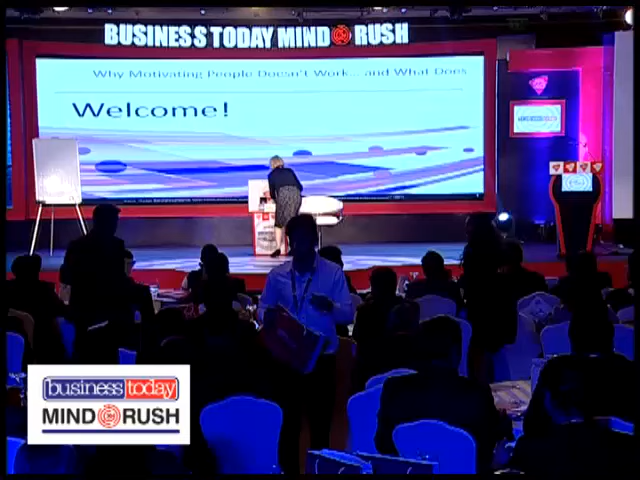 BUSINESS TODAY MIND RUSH
Why Motivating People Doesn't Work... and What Does
Welcome!
business today
MIND RUSH